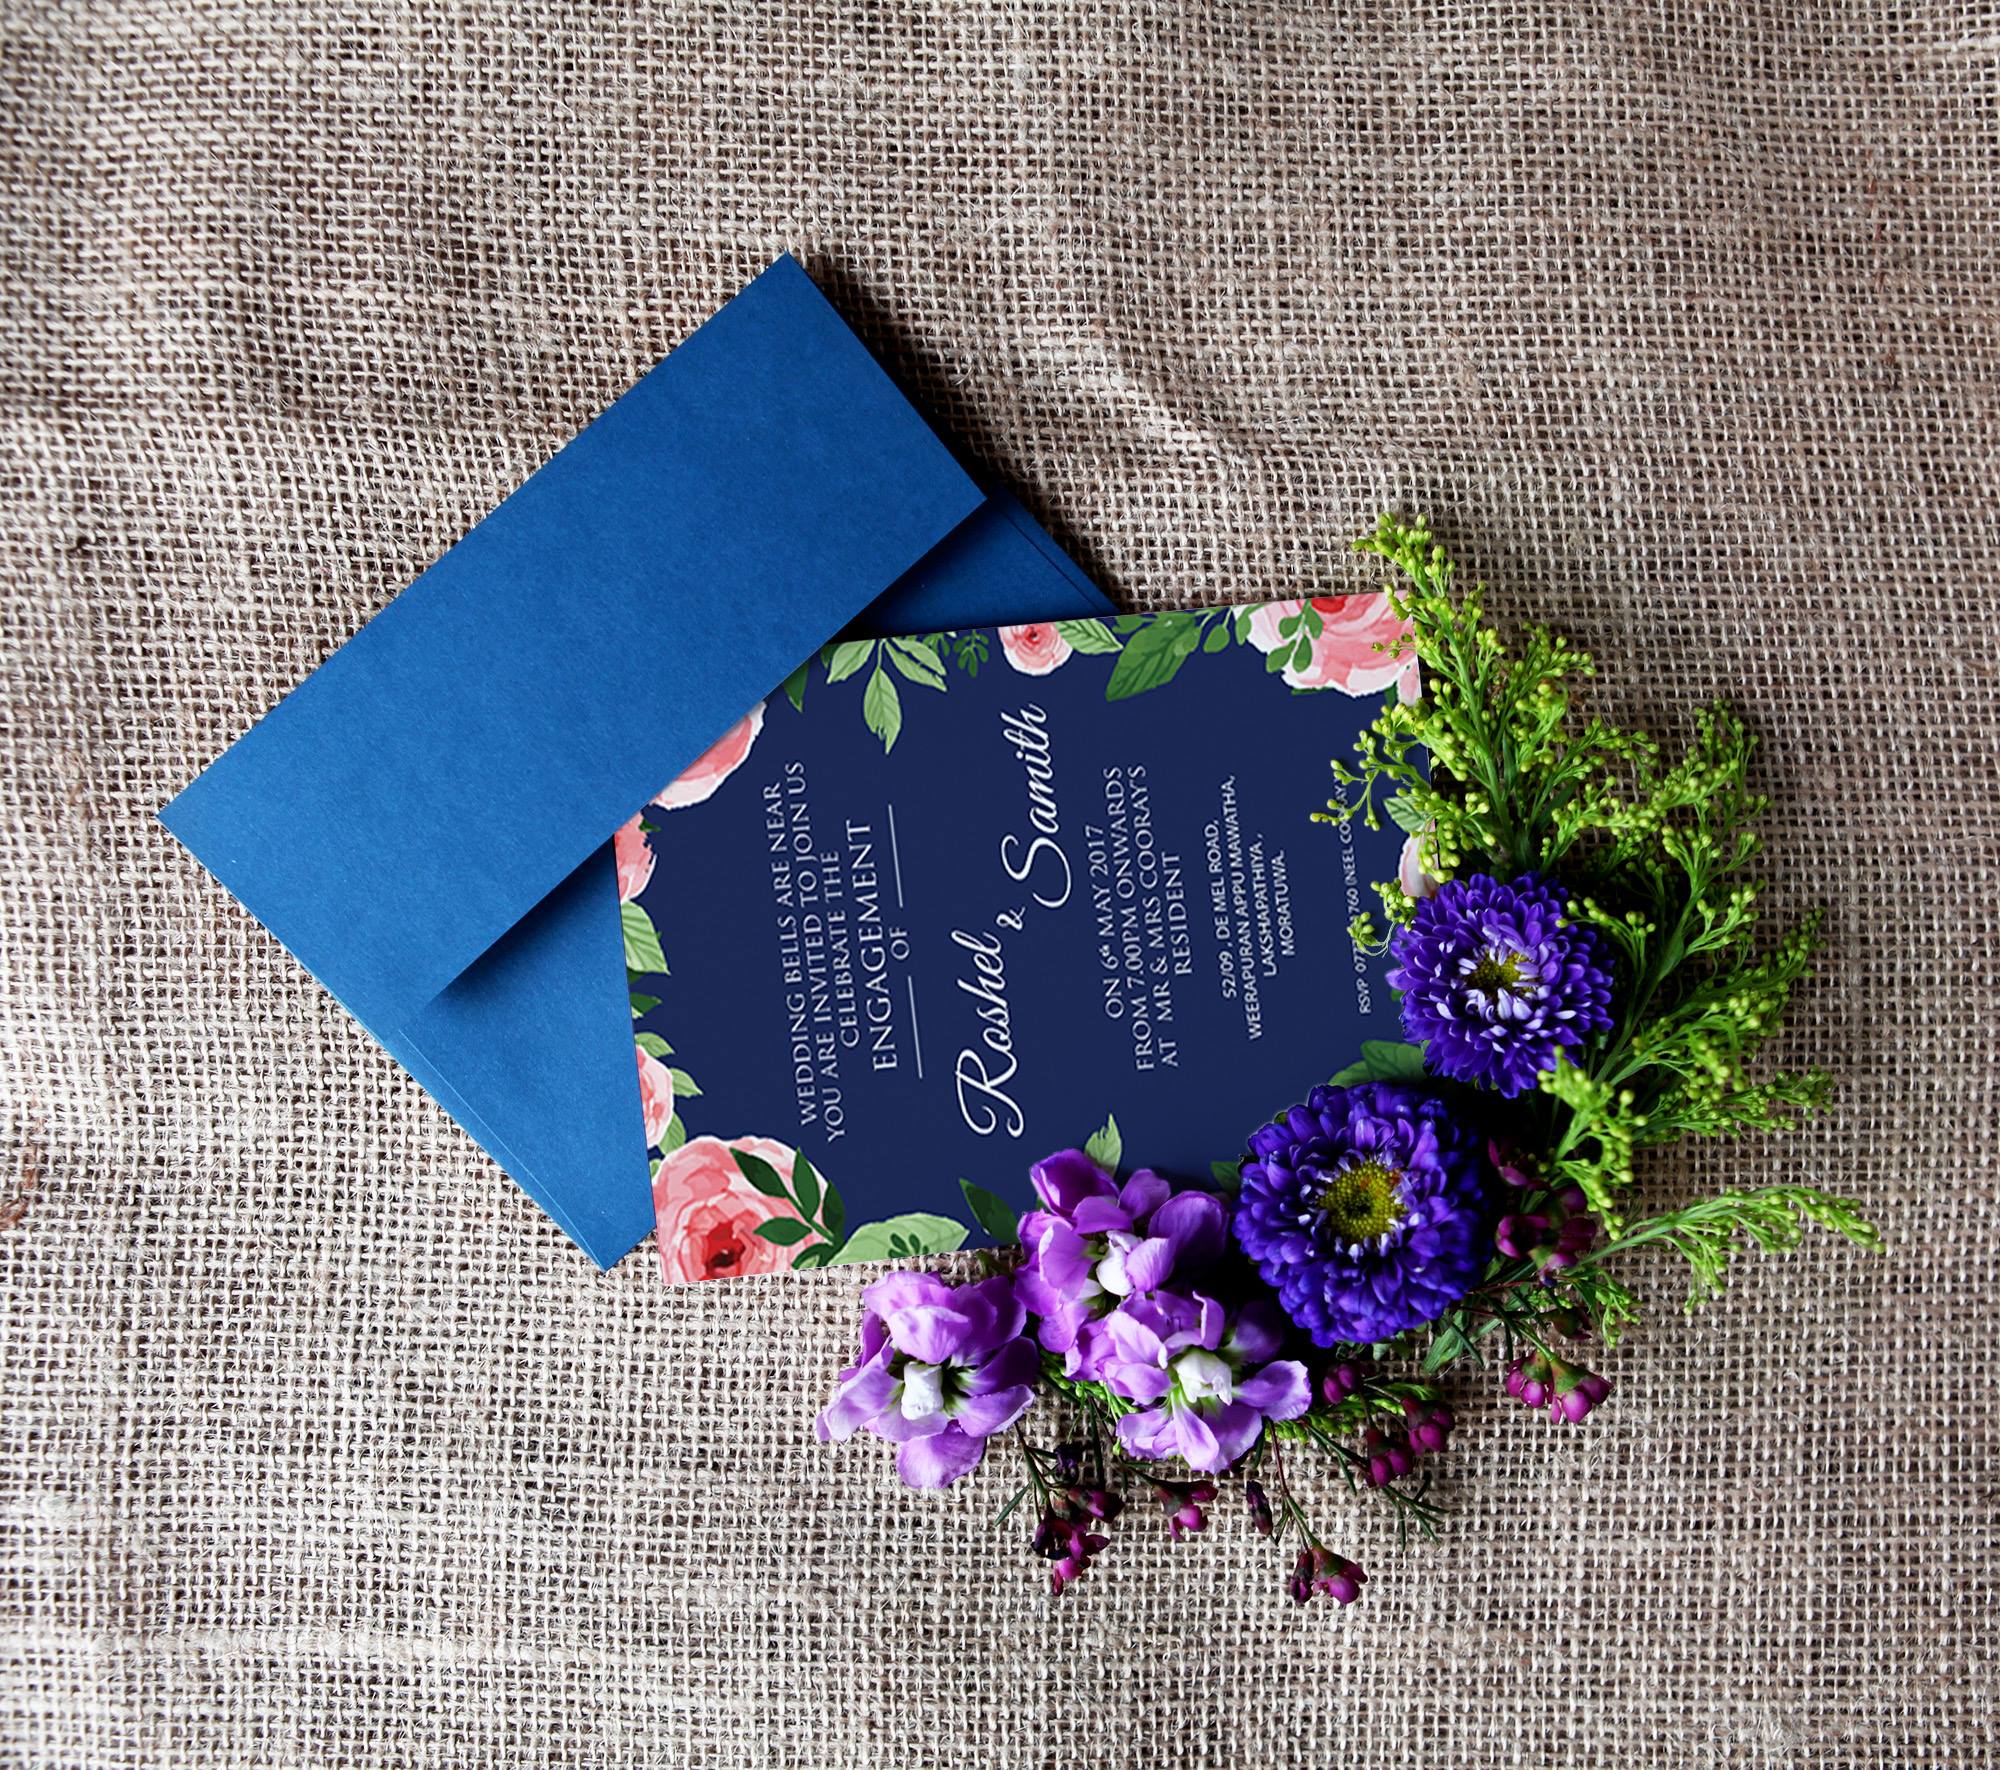 WEDDING BELLS ARE NEAR
YOU ARE INVITED TO JOIN US
CELEBRATE THE
ENGAGEMENT
OF
Roshel & Samith
ON 6th MAY 2017
FROM 7.00PM ONWARDS
AT MR & MRS COORAY'S
RESIDENT
52/09 , DE MEL ROAD,
WEERAPURAN APPU MAWATHA,
LAKSHAPATHIYA,
MORATUWA.
RSVP